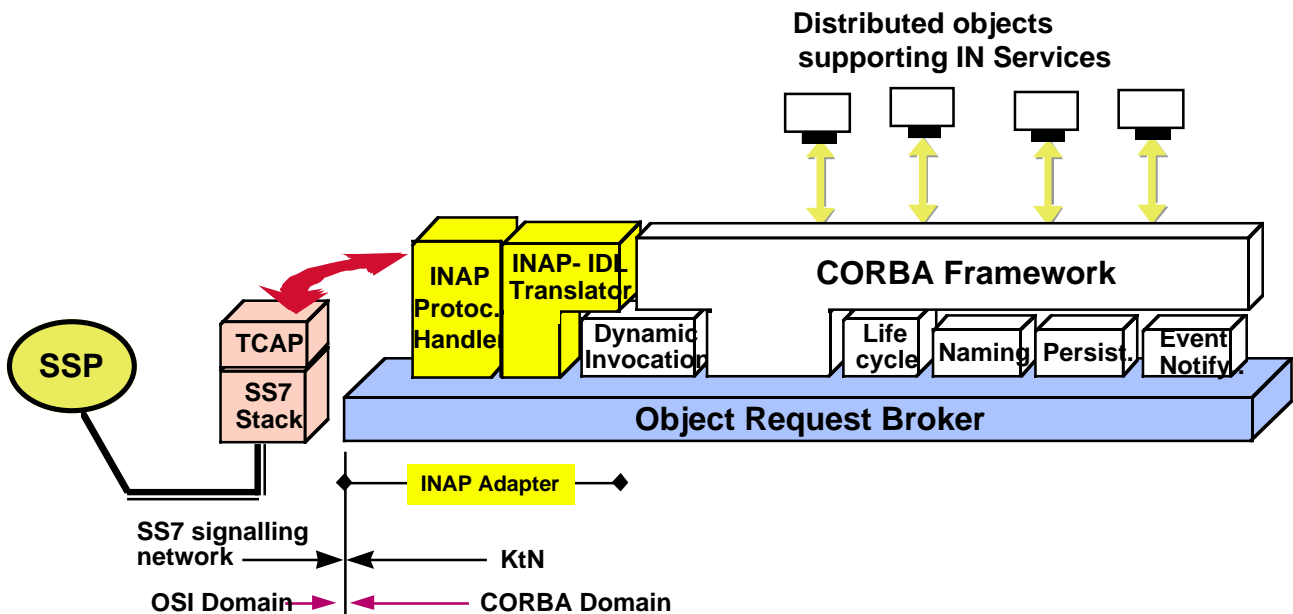 Distributed objects
supporting IN Services
INAP
Protoc.
Handler
INAP- IDL
Translator
CORBA Framework
TCAP
SS7
Stack
SSP
Dynamic
Invocation
Life
cycle
Naming
Persist.
Event
Notify.
Object Request Broker
INAP Adapter
SS7 signalling
network
KtN
OSI Domain
CORBA Domain